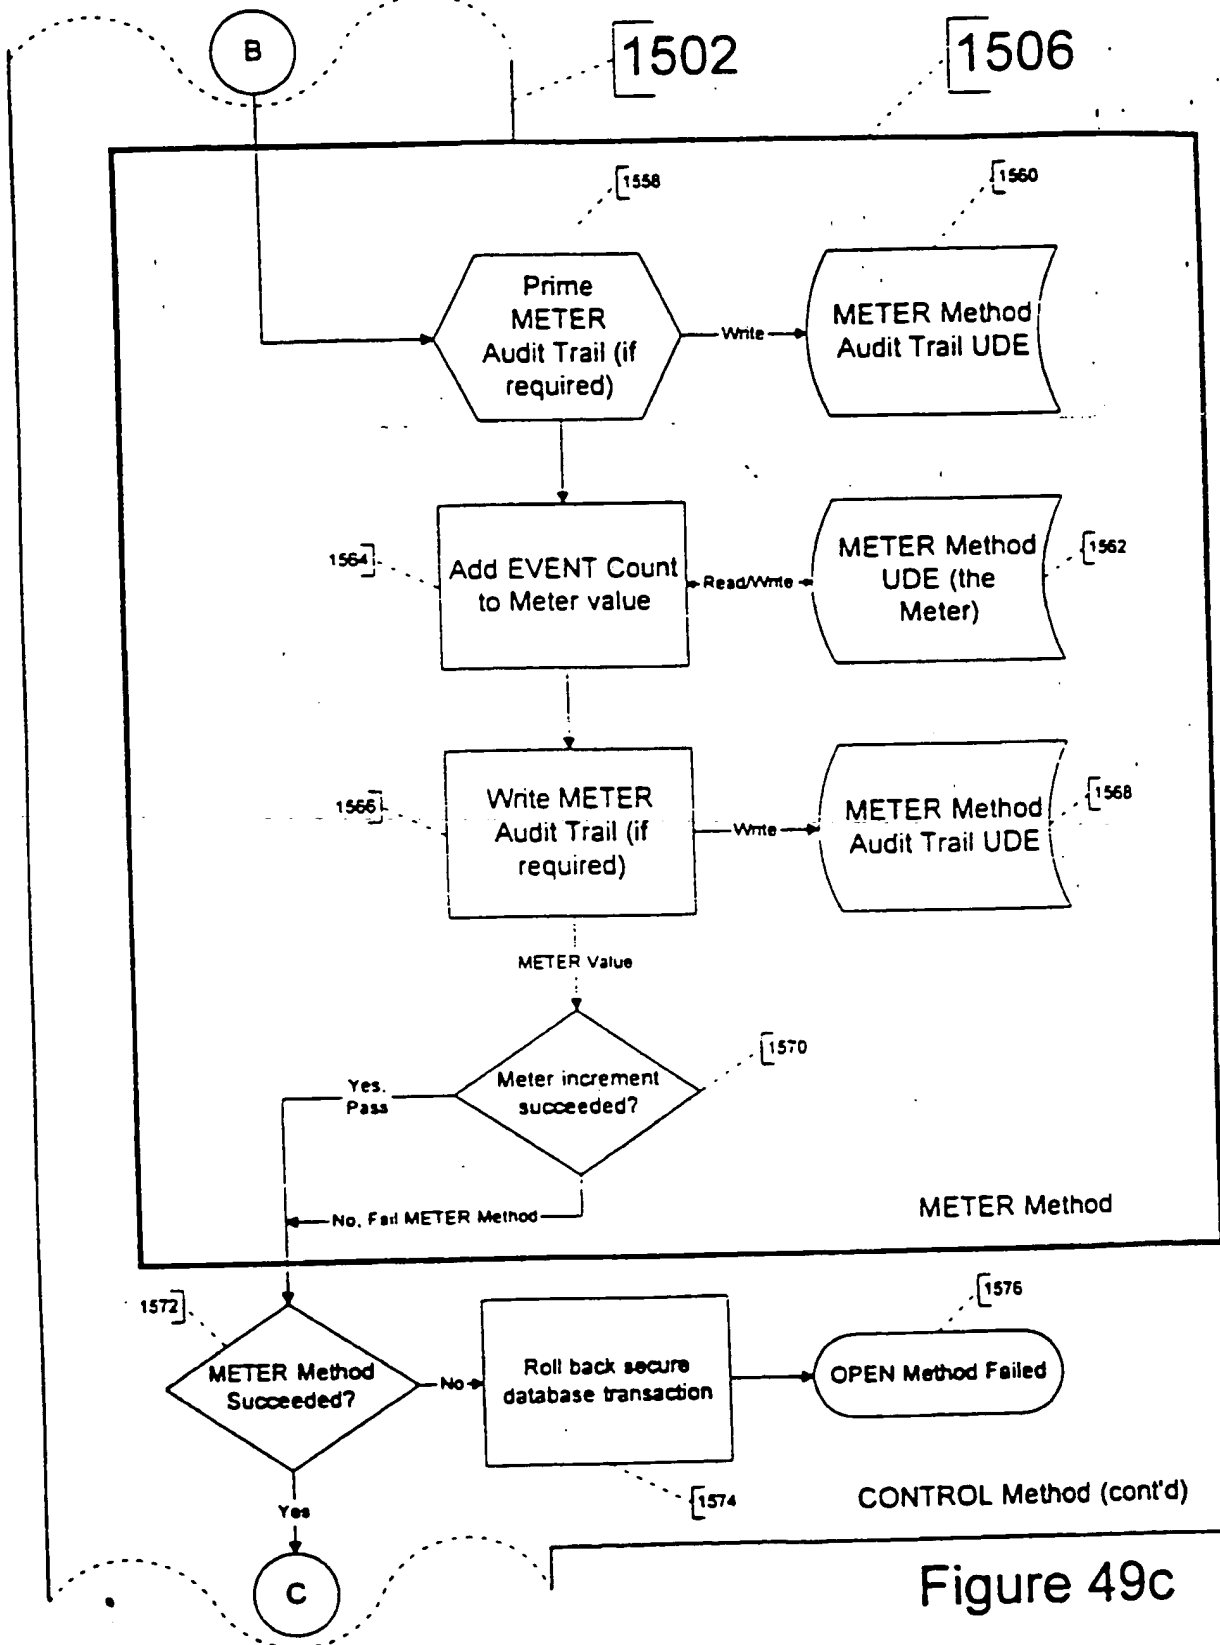 B
1502
1506
1558
1560
Prime
METER
Audit Trail (if
required)
Write
METER Method
Audit Trail UDE
1564
Add EVENT Count
to Meter value
Read/Write
METER Method
UDE (the
Meter)
1562
1566
Write METER
Audit Trail (if
required)
Write
METER Method
Audit Trail UDE
1568
METER Value
Meter increment
succeeded?
1570
Yes.
Pass
No, Fail METER Method
METER Method
1572
METER Method
Succeeded?
No
Roll back secure
database transaction
1576
OPEN Method Failed
1574
Yes
CONTROL Method (cont'd)
C
Figure 49c